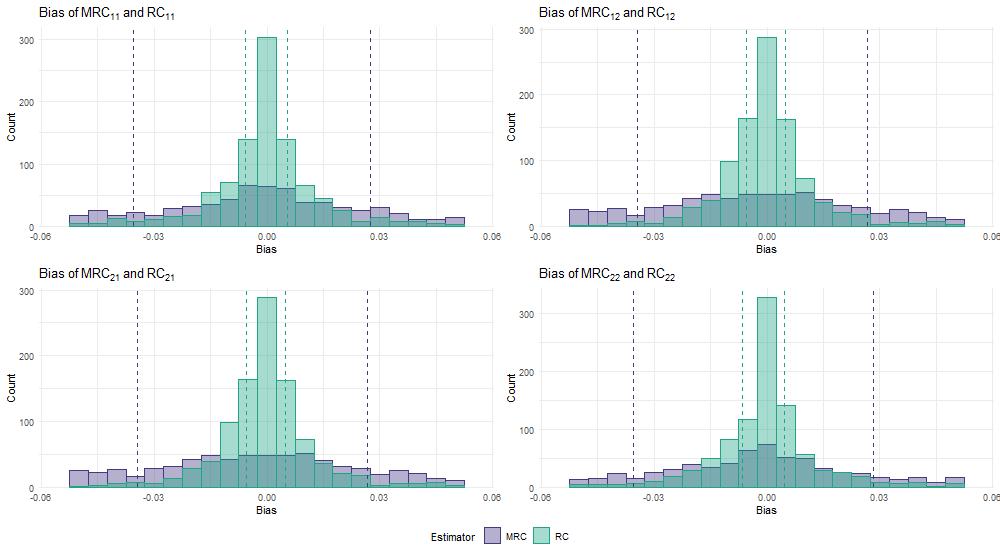 Bias of MRC₁₁ and RC₁₁
Count
300
200
100
0
-0.06
-0.03
0.00
0.03
0.06
Bias
Bias of MRC₁₂ and RC₁₂
Count
300
200
100
0
-0.06
-0.03
0.00
0.03
0.06
Bias
Bias of MRC₂₁ and RC₂₁
Count
300
200
100
0
-0.06
-0.03
0.00
0.03
0.06
Bias
Bias of MRC₂₂ and RC₂₂
Count
300
200
100
0
-0.06
-0.03
0.00
0.03
0.06
Bias
Estimator MRC RC